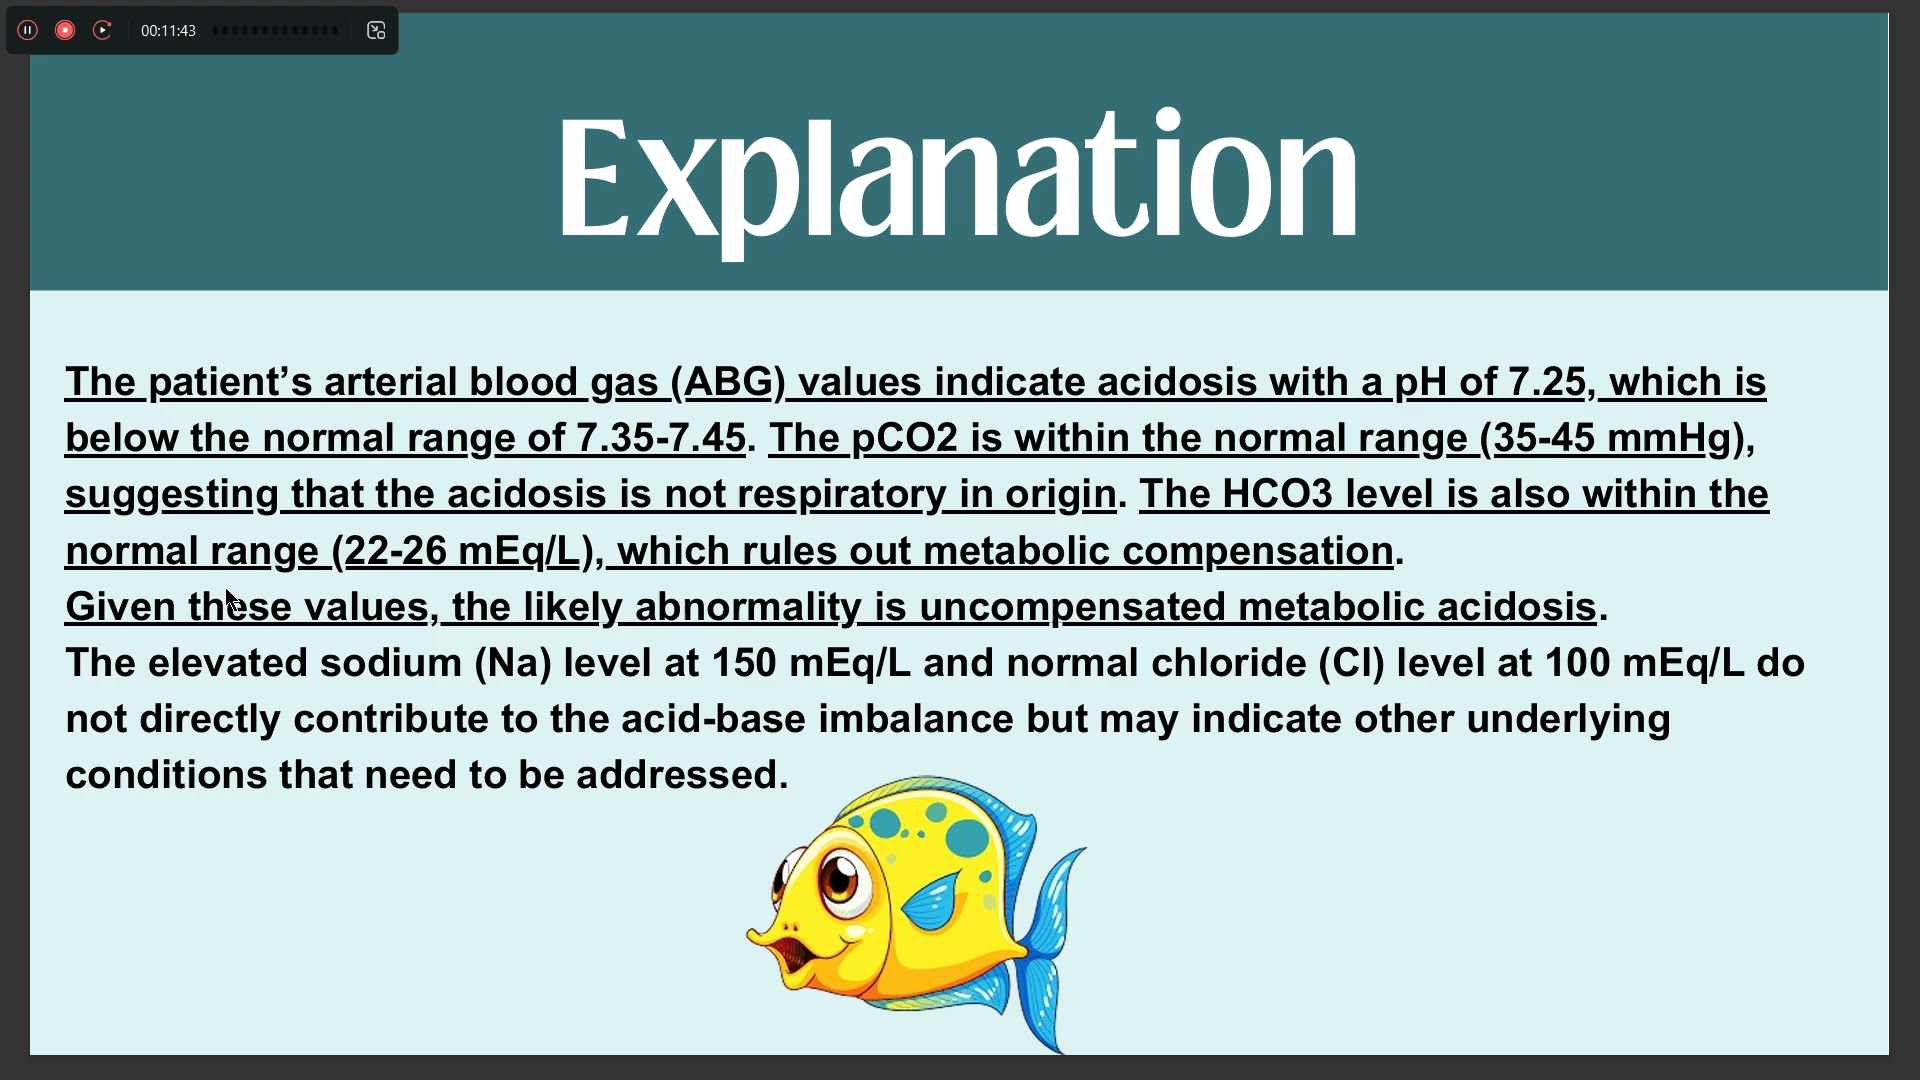 00:11:43
Explanation
The patient’s arterial blood gas (ABG) values indicate acidosis with a pH of 7.25, which is
below the normal range of 7.35-7.45. The pCO2 is within the normal range (35-45 mmHg),
suggesting that the acidosis is not respiratory in origin. The HCO3 level is also within the
normal range (22-26 mEq/L), which rules out metabolic compensation.
Given these values, the likely abnormality is uncompensated metabolic acidosis.
The elevated sodium (Na) level at 150 mEq/L and normal chloride (Cl) level at 100 mEq/L do
not directly contribute to the acid-base imbalance but may indicate other underlying
conditions that need to be addressed.